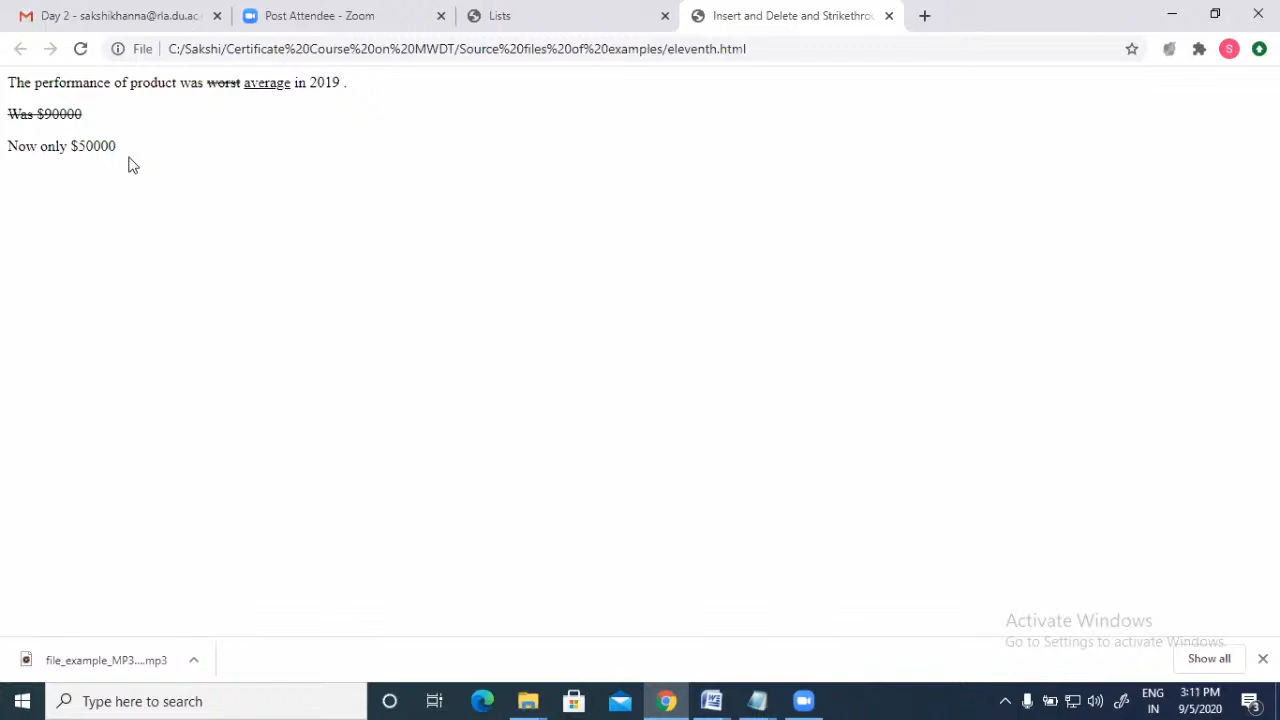 Day 2 - sakshikhanna@rla.du.ac.
Post Attendee - Zoom
Lists
Insert and Delete and Strikethro
File
C:/Sakshi/Certificate%20Course%20on%20MWDT/Source%20files%20of%20examples/eleventh.html
S
The performance of product was worst average in 2019 .
Was $90000
Now only $50000
Activate Windows
Go to Settings to activate Windows.
file_example_MP3....mp3
Show all
Type here to search
ENG
IN
3:11 PM
9/5/2020
3